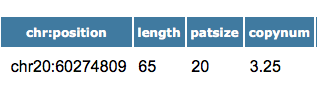 chr:position length patsize copynum
chr20:60274809 65 20 3.25